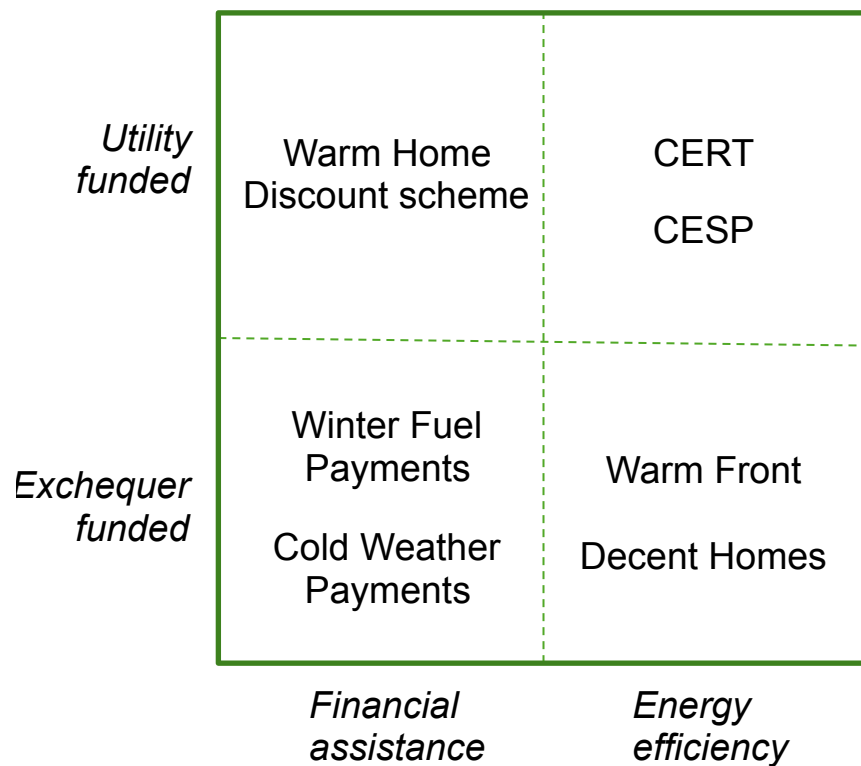 Utility
funded
Warm Home
Discount scheme
CERT
CESP
Exchequer
funded
Winter Fuel
Payments
Cold Weather
Payments
Warm Front
Decent Homes
Financial
assistance
Energy
efficiency